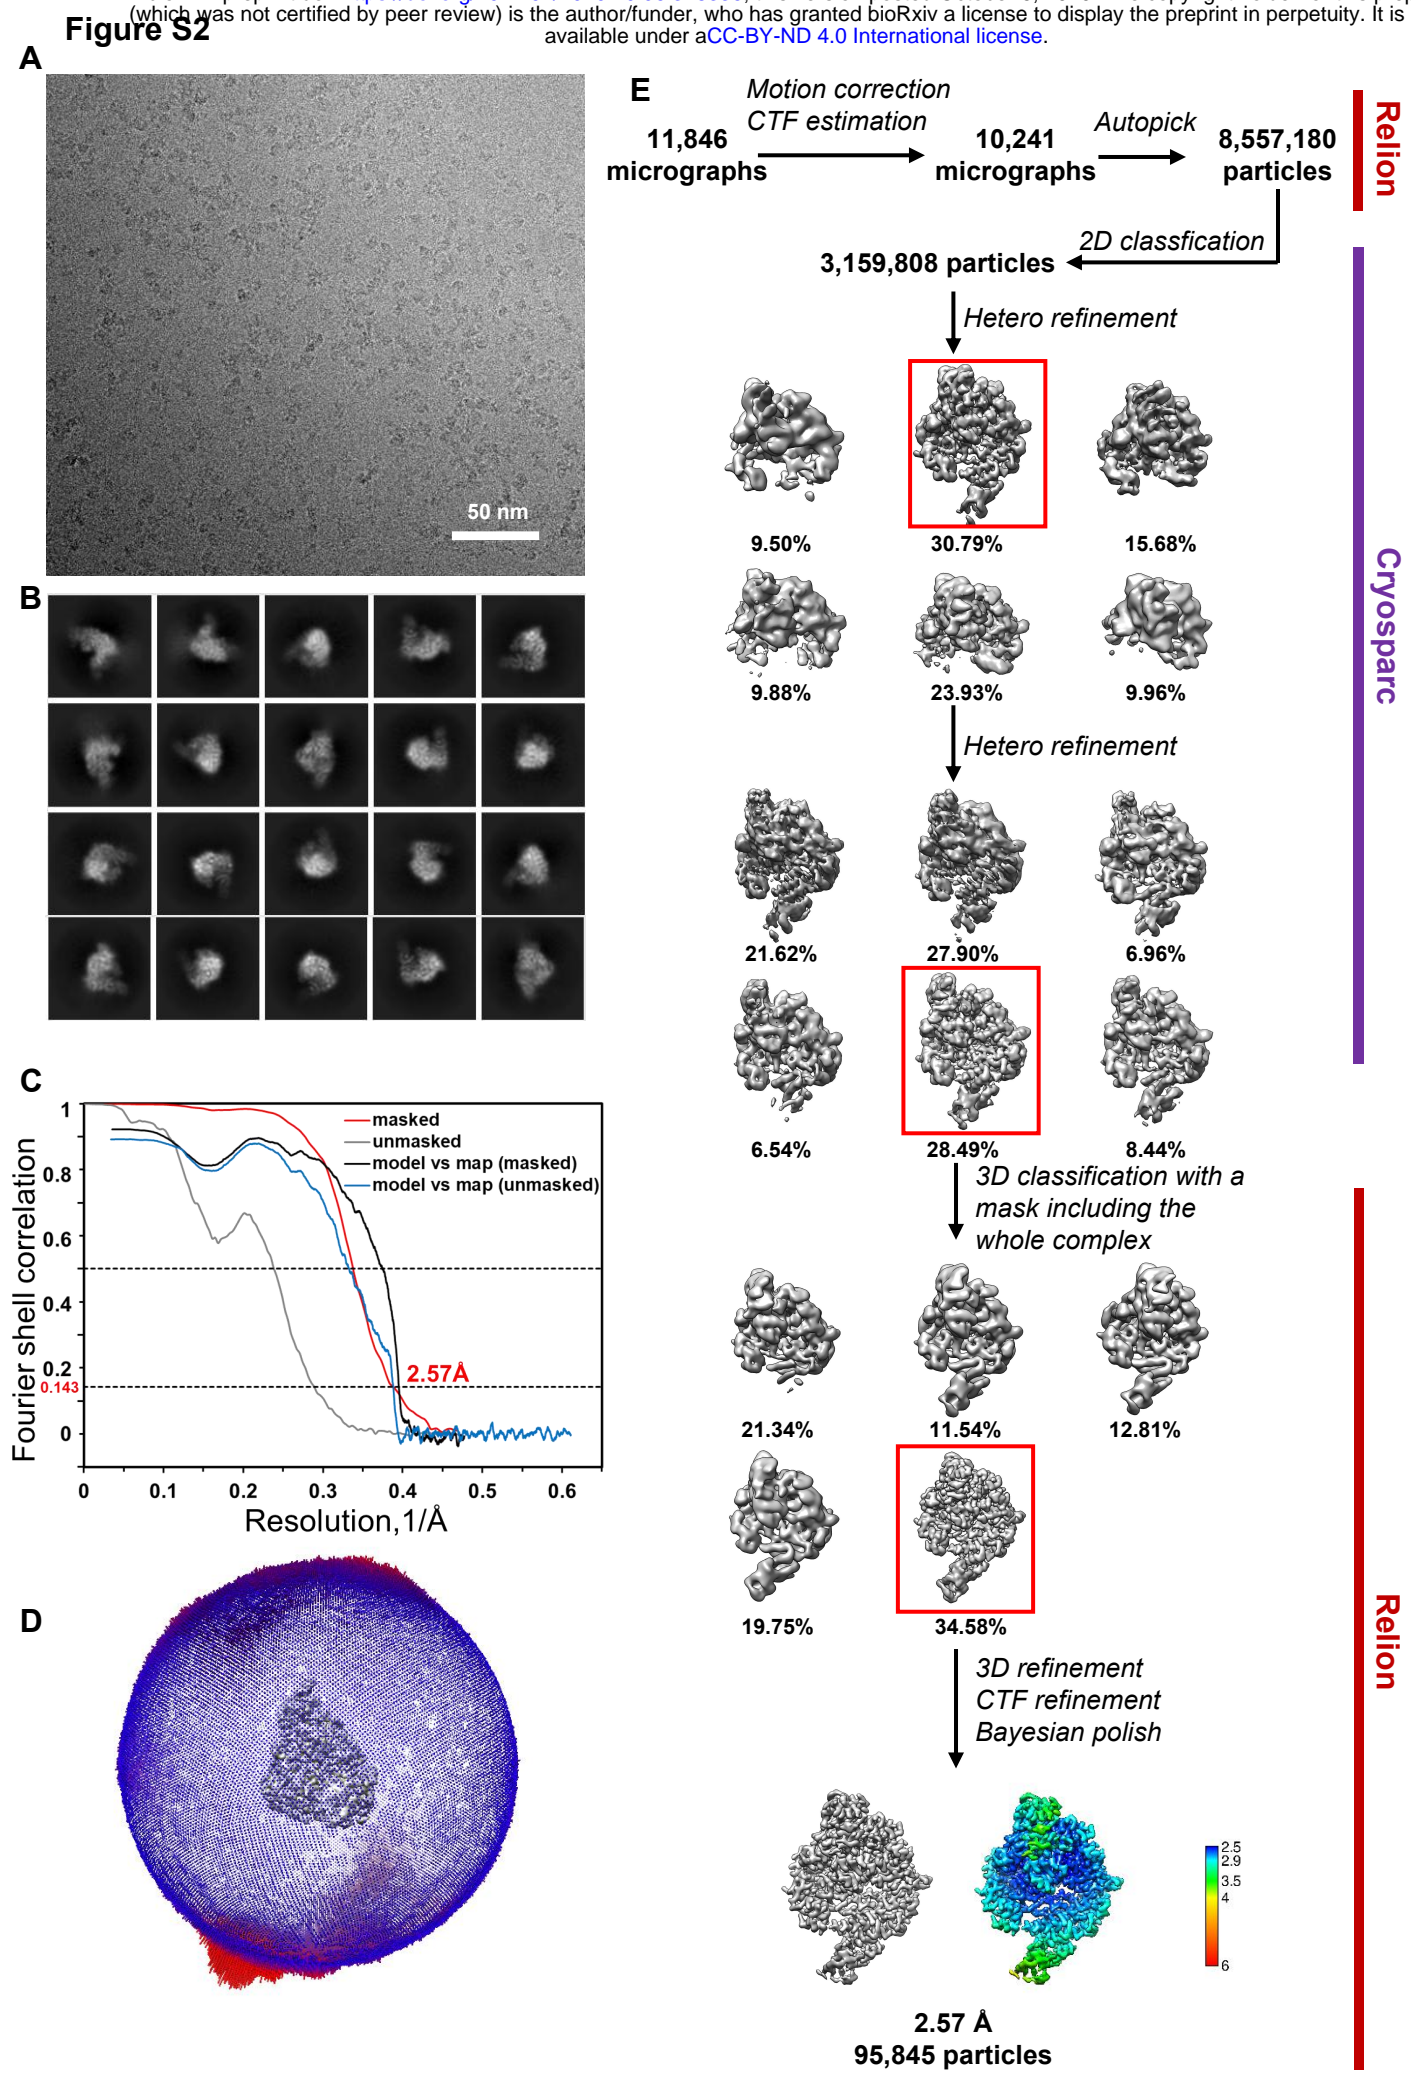 (which was not certified by peer review) is the author/funder, who has granted bioRxiv a license to display the preprint in perpetuity. It is
available under aCC-BY-ND 4.0 International license.
Figure S2
A
50 nm
B
C
Fourier shell correlation
1
0.8
0.6
0.4
0.2
0.143
0
masked
unmasked
model vs map (masked)
model vs map (unmasked)
2.57Å
0 0.1 0.2 0.3 0.4 0.5 0.6
Resolution,1/Å
D
E
Motion correction
CTF estimation
Autopick
11,846
micrographs
10,241
micrographs
8,557,180
particles
Relion
2D classfication
3,159,808 particles
Hetero refinement
9.50% 30.79% 15.68%
9.88% 23.93% 9.96%
Cryosparc
Hetero refinement
21.62% 27.90% 6.96%
6.54% 28.49% 8.44%
3D classification with a
mask including the
whole complex
21.34% 11.54% 12.81%
19.75% 34.58%
Relion
3D refinement
CTF refinement
Bayesian polish
2.5
2.9
3.5
4
6
2.57 Å
95,845 particles